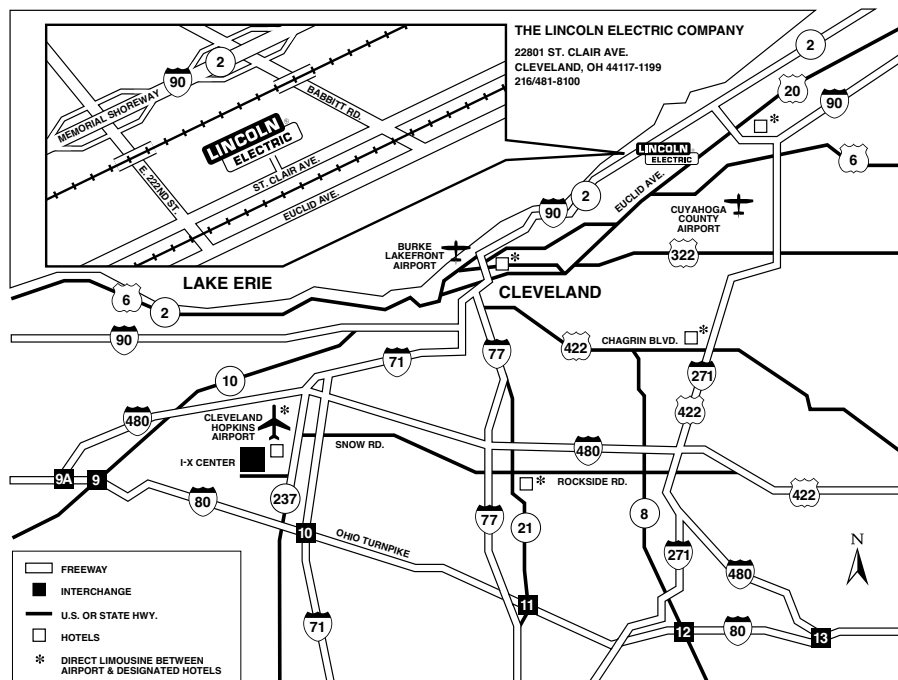 THE LINCOLN ELECTRIC COMPANY
22801 ST. CLAIR AVE.
CLEVELAND, OH 44117-1199
216/481-8100
2
90
MEMORIAL SHOREWAY
BABBITT RD.
LINCOLN ®
ELECTRIC
E. 222ND ST.
ST. CLAIR AVE.
EUCLID AVE.
2
20
90
*
LINCOLN ®
ELECTRIC
6
EUCLID AVE.
2
90
CUYAHOGA
COUNTY
AIRPORT
BURKE
LAKEFRONT
AIRPORT
*
322
LAKE ERIE
CLEVELAND
6
2
90
71
77
422
CHAGRIN BLVD.
*
271
10
422
480
CLEVELAND
HOPKINS
AIRPORT
*
SNOW RD.
480
I-X CENTER
9A
9
80
237
*
ROCKSIDE RD.
422
10
OHIO TURNPIKE
77
21
8
271
480
N
FREEWAY
INTERCHANGE
U.S. OR STATE HWY.
HOTELS
* DIRECT LIMOUSINE BETWEEN
AIRPORT & DESIGNATED HOTELS
71
11
12
80
13